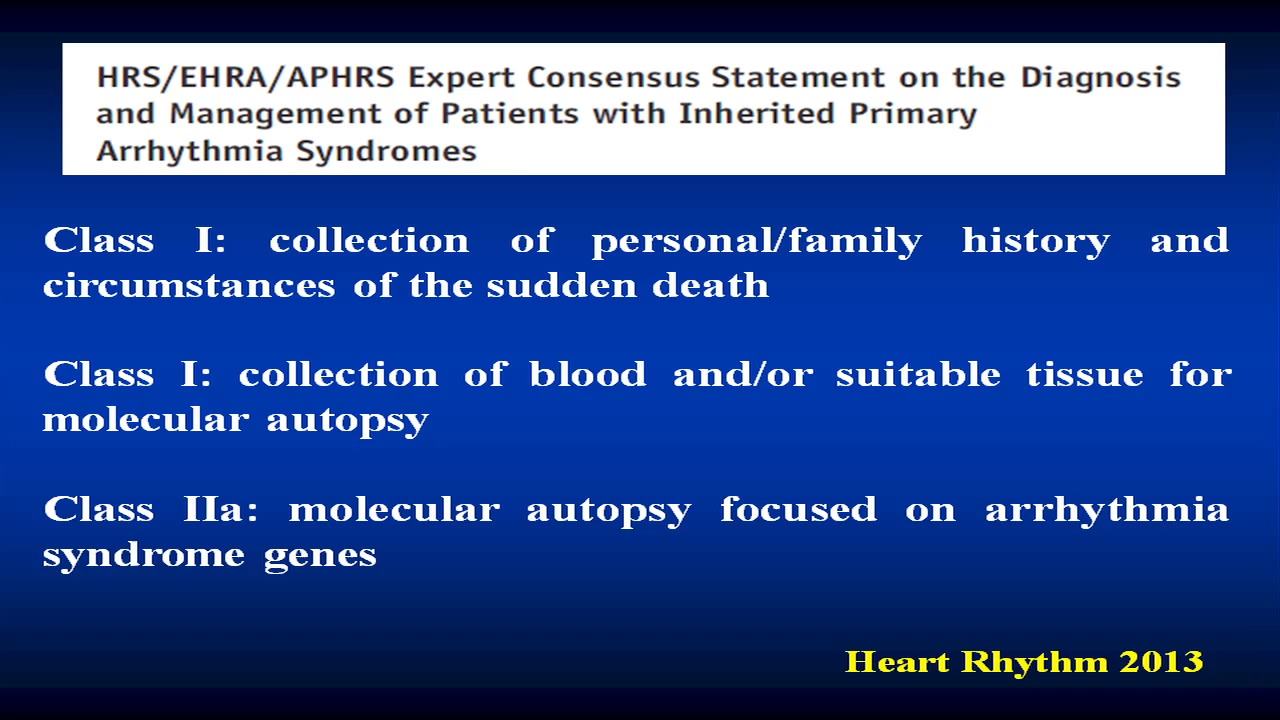 HRS/EHRA/APHRS Expert Consensus Statement on the Diagnosis
and Management of Patients with Inherited Primary
Arrhythmia Syndromes
Class I: collection of personal/family history and
circumstances of the sudden death
Class I: collection of blood and/or suitable tissue for
molecular autopsy
Class IIa: molecular autopsy focused on arrhythmia
syndrome genes
Heart Rhythm 2013